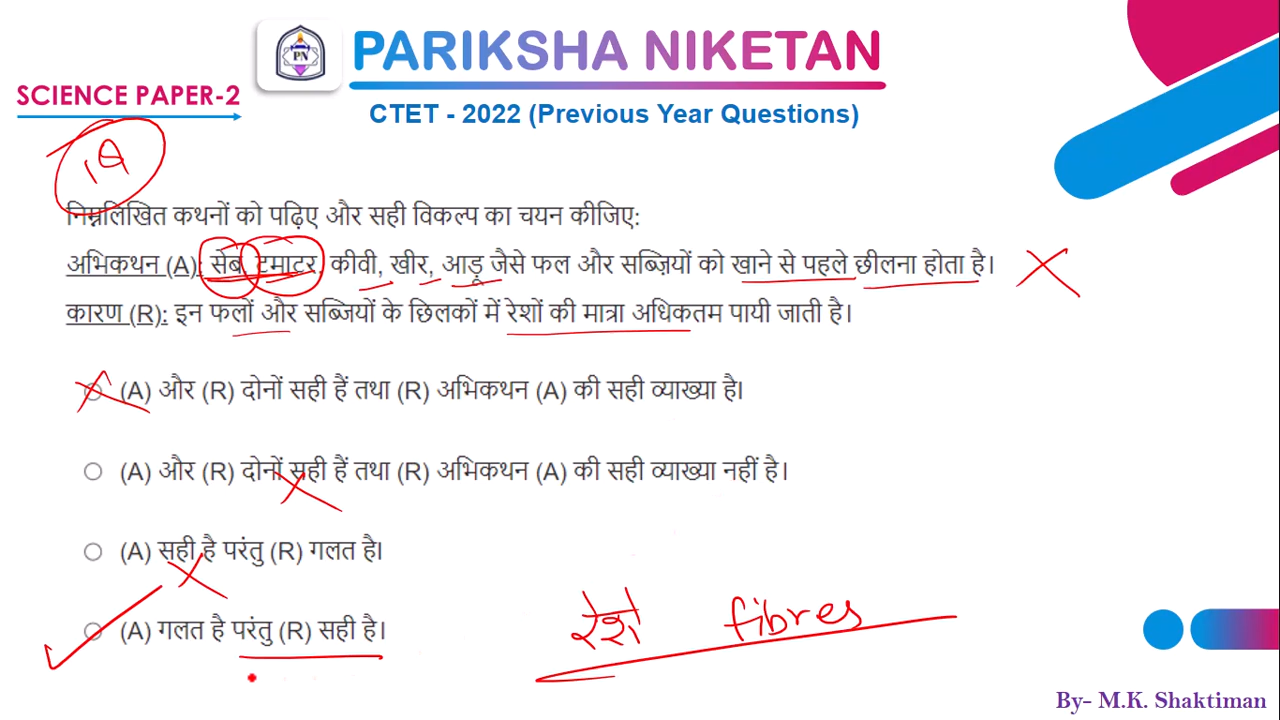 PN
PARIKSHA NIKETAN
SCIENCE PAPER-2
CTET - 2022 (Previous Year Questions)
19
निम्नलिखित कथनों को पढ़िए और सही विकल्प का चयन कीजिए:
अभिकथन (A): सेब, टमाटर, कीवी, खीर, आड़ू जैसे फल और सब्ज़ियों को खाने से पहले छीलना होता है।
कारण (R): इन फलों और सब्जियों के छिलकों में रेशों की मात्रा अधिकतम पायी जाती है।
(A) और (R) दोनों सही हैं तथा (R) अभिकथन (A) की सही व्याख्या है।
(A) और (R) दोनों सही हैं तथा (R) अभिकथन (A) की सही व्याख्या नहीं है।
(A) सही है परंतु (R) गलत है।
(A) गलत है परंतु (R) सही है।
रेशे fibres
By- M.K. Shaktiman